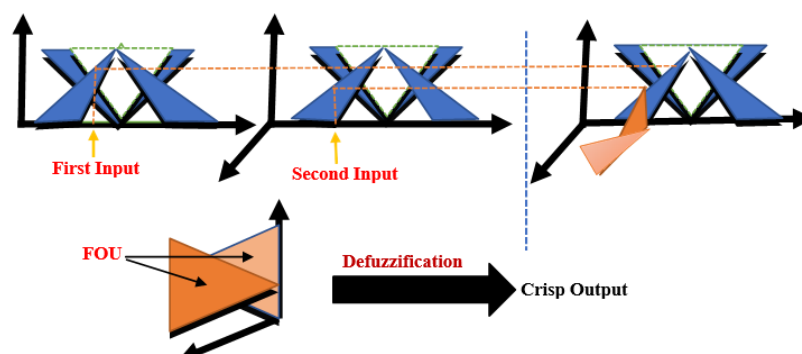 First Input
Second Input
FOU
Defuzzification
Crisp Output